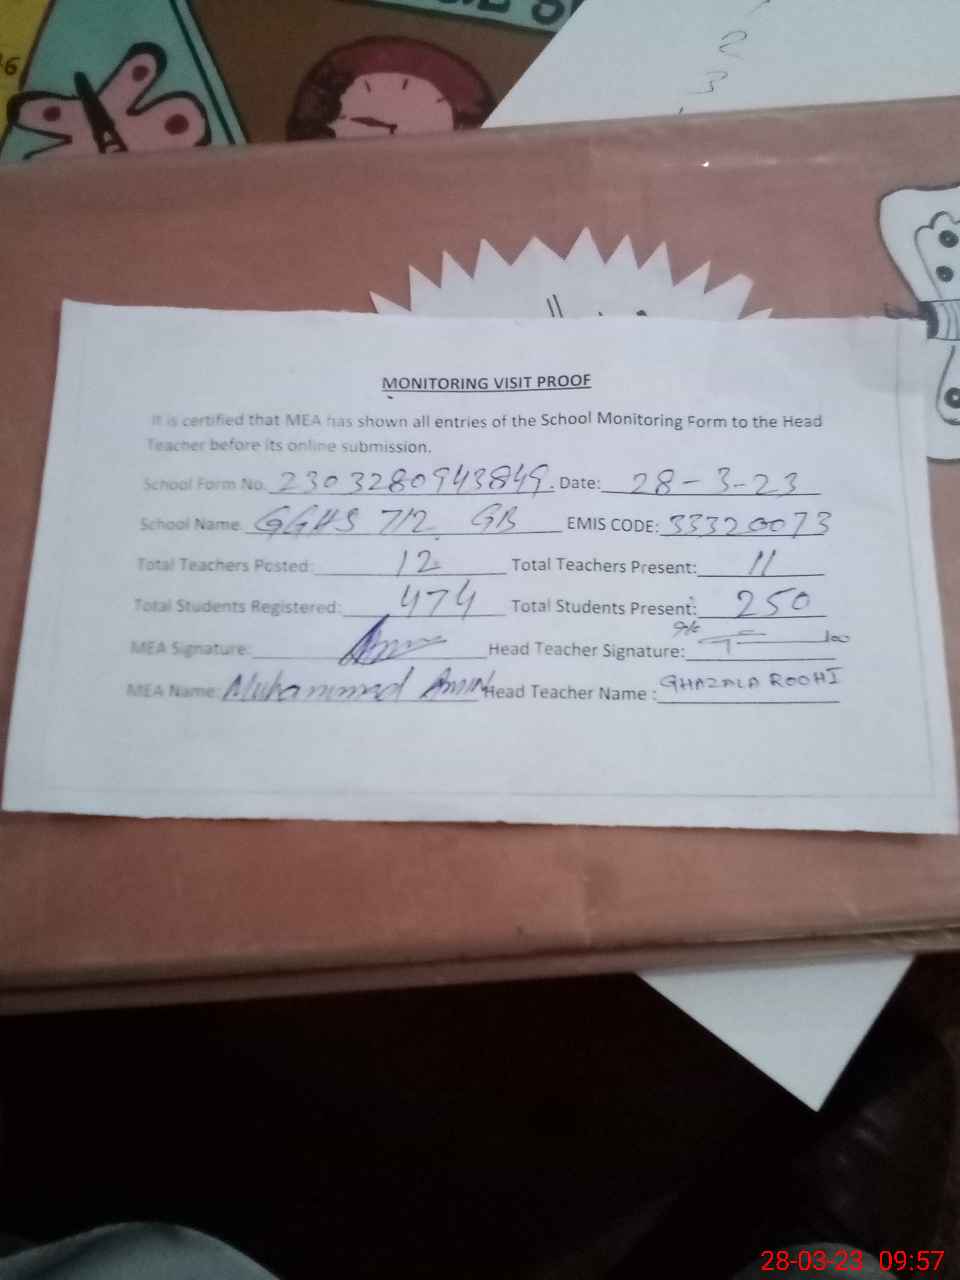 2
3
MONITORING VISIT PROOF
It is certified that MEA has shown all entries of the School Monitoring Form to the Head
Teacher before its online submission.
School Form No. 2303280943849. Date: 28-3-23
School Name GGHS 712 GB EMIS CODE: 33320073
Total Teachers Posted: 12 Total Teachers Present: 11
Total Students Registered: 474 Total Students Present: 250
MEA Signature: Head Teacher Signature:
MEA Name: Muhammad Amin Head Teacher Name : GHAZALA ROOHI
28-03-23 09:57